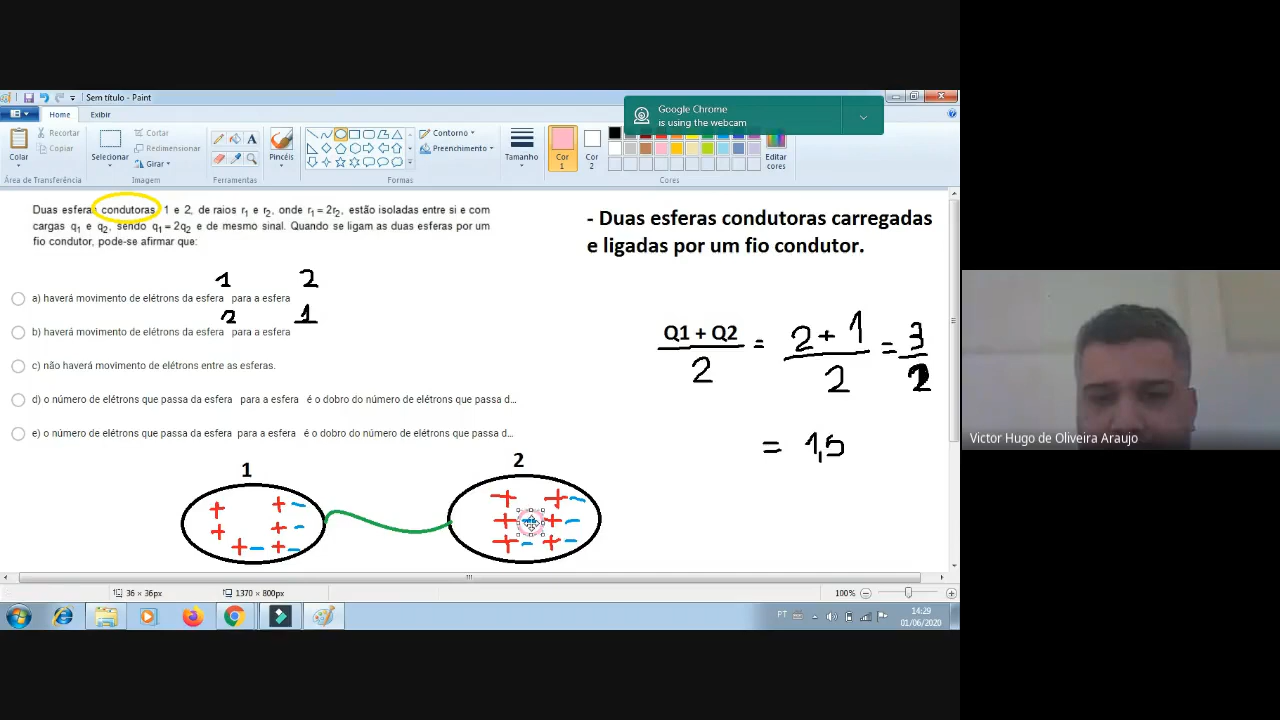 Sem título - Paint
Google Chrome
is using the webcam
Home
Exibir
Colar
Recortar
Copiar
Selecionar
Cortar
Redimensionar
Girar
Pincéis
Contorno
Preenchimento
Tamanho
Cor
1
Cor
2
Editar
cores
Área de Transferência
Imagem
Ferramentas
Formas
Cores
Duas esferas condutoras 1 e 2, de raios r1 e r2, onde r1 = 2r2, estão isoladas entre si e com
cargas q1 e q2, sendo q1 = 2q2 e de mesmo sinal. Quando se ligam as duas esferas por um
fio condutor, pode-se afirmar que:
1 2
a) haverá movimento de elétrons da esfera para a esfera
2 1
b) haverá movimento de elétrons da esfera para a esfera
c) não haverá movimento de elétrons entre as esferas.
d) o número de elétrons que passa da esfera para a esfera é o dobro do número de elétrons que passa d...
e) o número de elétrons que passa da esfera para a esfera é o dobro do número de elétrons que passa d...
- Duas esferas condutoras carregadas
e ligadas por um fio condutor.
Q1 + Q2 / 2 = 2 + 1 / 2 = 3 / 2
= 1,5
1
2
+ + -
+ + -
+ - + -
+ + -
+ - + -
+ - + -
Victor Hugo de Oliveira Araujo
36 × 36px
1370 × 800px
100%
PT
14:29
01/06/2020